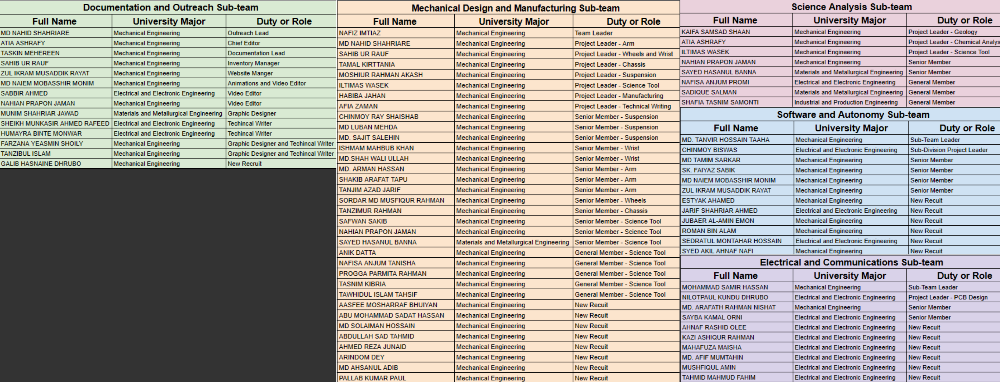 Documentation and Outreach Sub-team
Full Name University Major Duty or Role
MD NAHID SHAHRIARE Mechanical Engineering Outreach Lead
ATIA ASHRAFY Mechanical Engineering Chief Editor
TASKIN MEHEREEN Mechanical Engineering Documentation Lead
SAHIB UR RAUF Mechanical Engineering Inventory Manager
ZUL IKRAM MUSADDIK RAYAT Mechanical Engineering Website Manger
MD NAIEM MOBASSHIR MONIM Mechanical Engineering Animations and Video Editor
SABBIR AHMED Electrical and Electronic Engineering Video Editor
NAHIAN PRAPON JAMAN Mechanical Engineering Video Editor
MUNIM SHAHRIAR JAWAD Materials and Metallurgical Engineering Graphic Designer
SHEIKH MUNKASIR AHMED RAFEED Electrical and Electronic Engineering Techincal Writer
HUMAYRA BINTE MONWAR Electrical and Electronic Engineering Techincal Writer
FARZANA YEASMIN SHOILY Mechanical Engineering Graphic Designer and Techincal Writer
TANZIBUL ISLAM Mechanical Engineering Graphic Designer and Techincal Writer
GALIB HASNAINE DHRUBO Mechanical Engineering New Recruit
Mechanical Design and Manufacturing Sub-team
Full Name University Major Duty or Role
NAFIZ IMTIAZ Mechanical Engineering Team Leader
MD NAHID SHAHRIARE Mechanical Engineering Project Leader - Arm
SAHIB UR RAUF Mechanical Engineering Project Leader - Wheels and Wrist
TAMAL KIRTTANIA Mechanical Engineering Project Leader - Chassis
MOSHIUR RAHMAN AKASH Mechanical Engineering Project Leader - Suspension
ILTIMAS WASEK Mechanical Engineering Project Leader - Science Tool
HABIBA JAHAN Mechanical Engineering Project Leader - Manufacturing
AFIA ZAMAN Mechanical Engineering Project Leader - Technical Writing
CHINMOY RAY SHAISHAB Mechanical Engineering Senior Member - Suspension
MD LUBAN MEHDA Mechanical Engineering Senior Member - Suspension
MD. SAJIT SALEHIN Mechanical Engineering Senior Member - Suspension
ISHMAM MAHBUB KHAN Mechanical Engineering Senior Member - Wrist
MD.SHAH WALI ULLAH Mechanical Engineering Senior Member - Wrist
MD. ARMAN HASSAN Mechanical Engineering Senior Member - Arm
SHAKIB ARAFAT TAPU Mechanical Engineering Senior Member - Arm
TANJIM AZAD JARIF Mechanical Engineering Senior Member - Arm
SORDAR MD MUSFIQUR RAHMAN Mechanical Engineering Senior Member - Wheels
TANZIMUR RAHMAN Mechanical Engineering Senior Member - Chassis
SAFWAN SAKIB Mechanical Engineering Senior Member - Science Tool
NAHIAN PRAPON JAMAN Mechanical Engineering Senior Member - Science Tool
SAYED HASANUL BANNA Materials and Metallurgical Engineering Senior Member - Science Tool
ANIK DATTA Mechanical Engineering General Member - Science Tool
NAFISA ANJUM TANISHA Mechanical Engineering General Member - Science Tool
PROGGA PARMITA RAHMAN Mechanical Engineering General Member - Science Tool
TASNIM KIBRIA Mechanical Engineering General Member - Science Tool
TAWHIDUL ISLAM TAHSIF Mechanical Engineering General Member - Science Tool
AASFEE MOSHARRAF BHUIYAN Mechanical Engineering New Recuit
ABU MOHAMMAD SADAT HASSAN Mechanical Engineering New Recuit
MD SOLAIMAN HOSSAIN Mechanical Engineering New Recuit
ABDULLAH SAD TAHMID Mechanical Engineering New Recuit
AHMED REZA JUNAID Mechanical Engineering New Recuit
ARINDOM DEY Mechanical Engineering New Recuit
MD AHSANUL ADIB Mechanical Engineering New Recuit
PALLAB KUMAR PAUL Mechanical Engineering New Recuit
Science Analysis Sub-team
Full Name University Major Duty or Role
KAIFA SAMSAD SHAAN Mechanical Engineering Project Leader - Geology
ATIA ASHRAFY Mechanical Engineering Project Leader - Chemical Analys
ILTIMAS WASEK Mechanical Engineering Project Leader - Science Tool
NAHIAN PRAPON JAMAN Mechanical Engineering Senior Member
SAYED HASANUL BANNA Materials and Metallurgical Engineering Senior Member
NAFISA ANJUM PROMI Electrical and Electronic Engineering General Member
SADIQUE SALMAN Materials and Metallurgical Engineering General Member
SHAFIA TASNIM SAMONTI Industrial and Production Engineering General Member
Software and Autonomy Sub-team
Full Name University Major Duty or Role
MD. TANVIR HOSSAIN TAAHA Mechanical Engineering Sub-Team Leader
CHINMOY BISWAS Electrical and Electronic Engineering Sub-Division Project Leader
MD TAMIM SARKAR Mechanical Engineering Senior Member
SK. FAIYAZ SABIK Mechanical Engineering Senior Member
MD NAIEM MOBASSHIR MONIM Mechanical Engineering Senior Member
ZUL IKRAM MUSADDIK RAYAT Mechanical Engineering Senior Member
ESTYAK AHAMED Mechanical Engineering New Recuit
JARIF SHAHRIAR AHMED Electrical and Electronic Engineering New Recuit
JUBAER AL-AMIN EMON Mechanical Engineering New Recuit
ROMAN BIN ALAM Mechanical Engineering New Recuit
SEDRATUL MONTAHAR HOSSAIN Electrical and Electronic Engineering New Recuit
SYED AKIL AHNAF NAFI Mechanical Engineering New Recuit
Electrical and Communications Sub-team
Full Name University Major Duty or Role
MOHAMMAD SAMIR HASSAN Mechanical Engineering Sub-Team Leader
NILOTPAUL KUNDU DHRUBO Electrical and Electronic Engineering Project Leader - PCB Design
MD. ARAFATH RAHMAN NISHAT Mechanical Engineering Senior Member
SAYBA KAMAL ORNI Electrical and Electronic Engineering Senior Member
AHNAF RASHID OLEE Electrical and Electronic Engineering New Recuit
KAZI ASHIQUR RAHMAN Electrical and Electronic Engineering New Recuit
MAHAFUZA MAISHA Electrical and Electronic Engineering New Recuit
MD. AFIF MUMTAHIN Electrical and Electronic Engineering New Recuit
MUSHFIQUL AMIN Electrical and Electronic Engineering New Recuit
TAHMID MAHMUD FAHIM Electrical and Electronic Engineering New Recuit